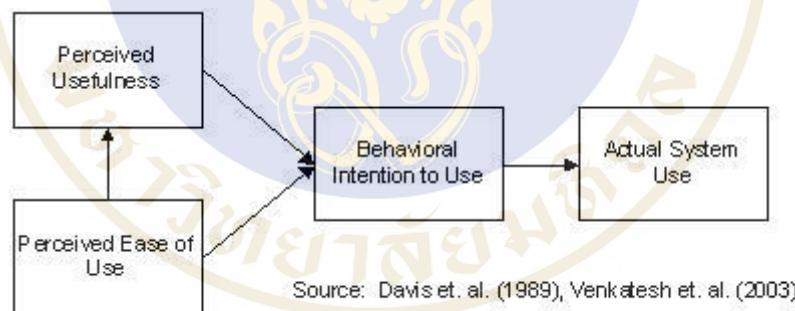 Perceived
Usefulness
Behavioral
Intention to Use
Actual System
Use
Perceived Ease of
Use
Source: Davis et. al. (1989), Venkatesh et. al. (2003)